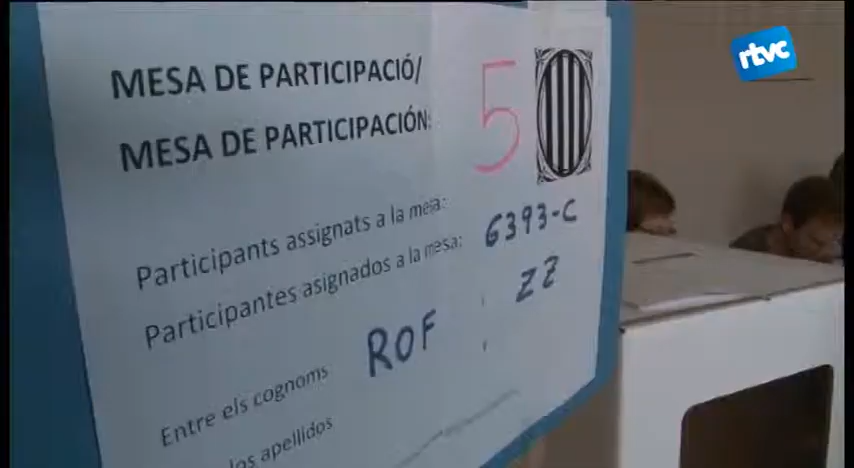 rtvc
MESA DE PARTICIPACIÓ/
MESA DE PARTICIPACIÓN: 5
Participants assignats a la mesa:
Participantes asignados a la mesa: 6393-C
Entre els cognoms ROF ZZ
los apellidos